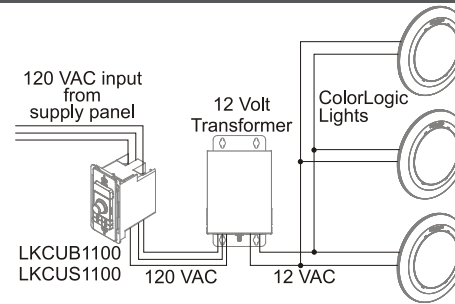 120 VAC input
from
supply panel
12 Volt
Transformer
ColorLogic
Lights
LKCUB1100
LKCUS1100
120 VAC
12 VAC